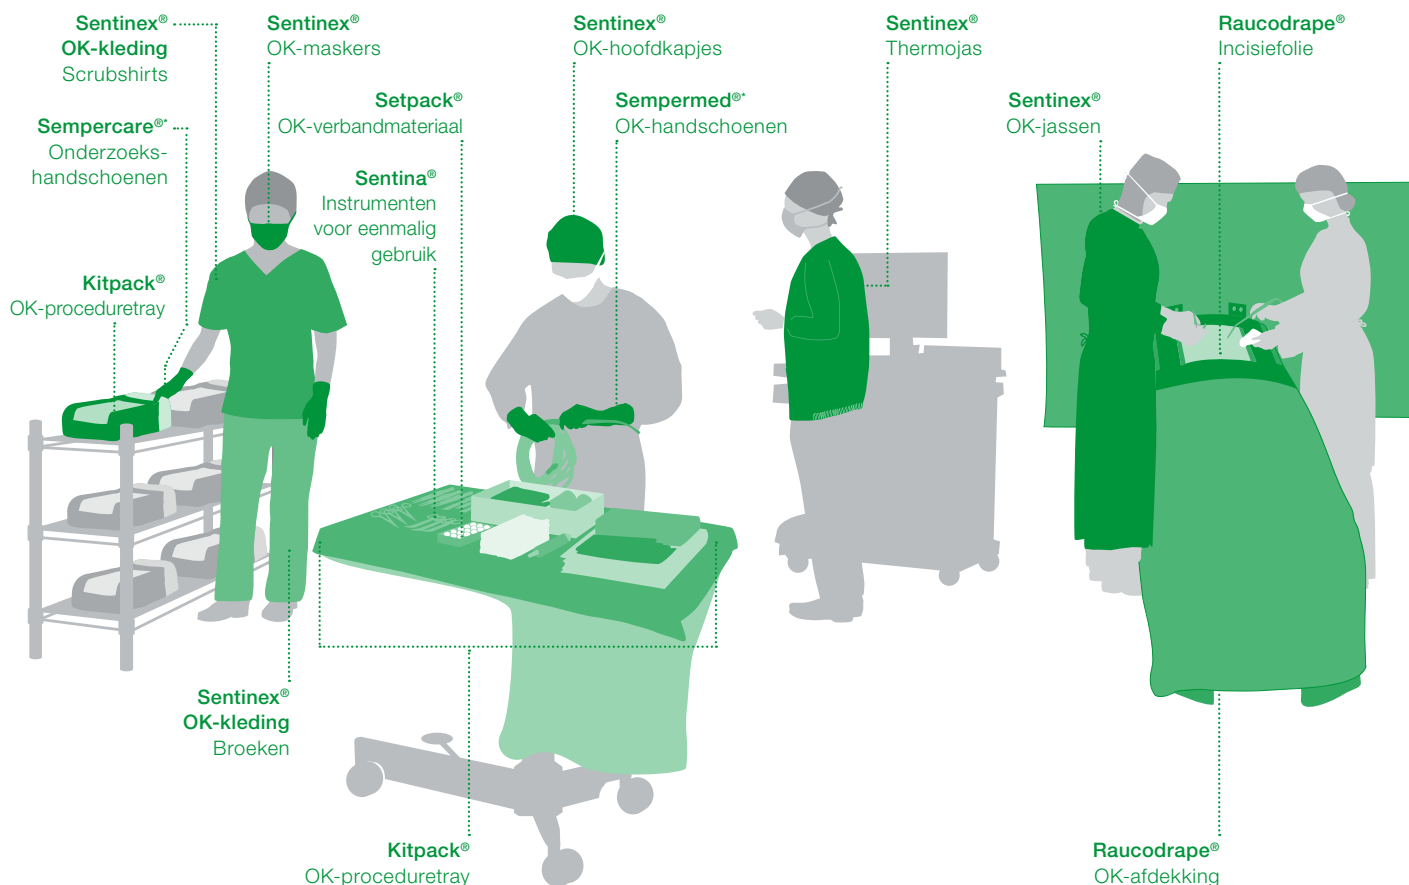 Sentinex®
OK-kleding
Scrubshirts
Sentinex®
OK-maskers
Sentinex®
OK-hoofdkapjes
Sentinex®
Thermojas
Raucodrape®
Incisiefolie
Setpack®
OK-verbandmateriaal
Sempermed®*
OK-handschoenen
Sentinex®
OK-jassen
Sempercare®*
Onderzoeks-
handschoenen
Sentina®
Instrumenten
voor eenmalig
gebruik
Kitpack®
OK-proceduretray
Sentinex®
OK-kleding
Broeken
Kitpack®
OK-proceduretray
Raucodrape®
OK-afdekking